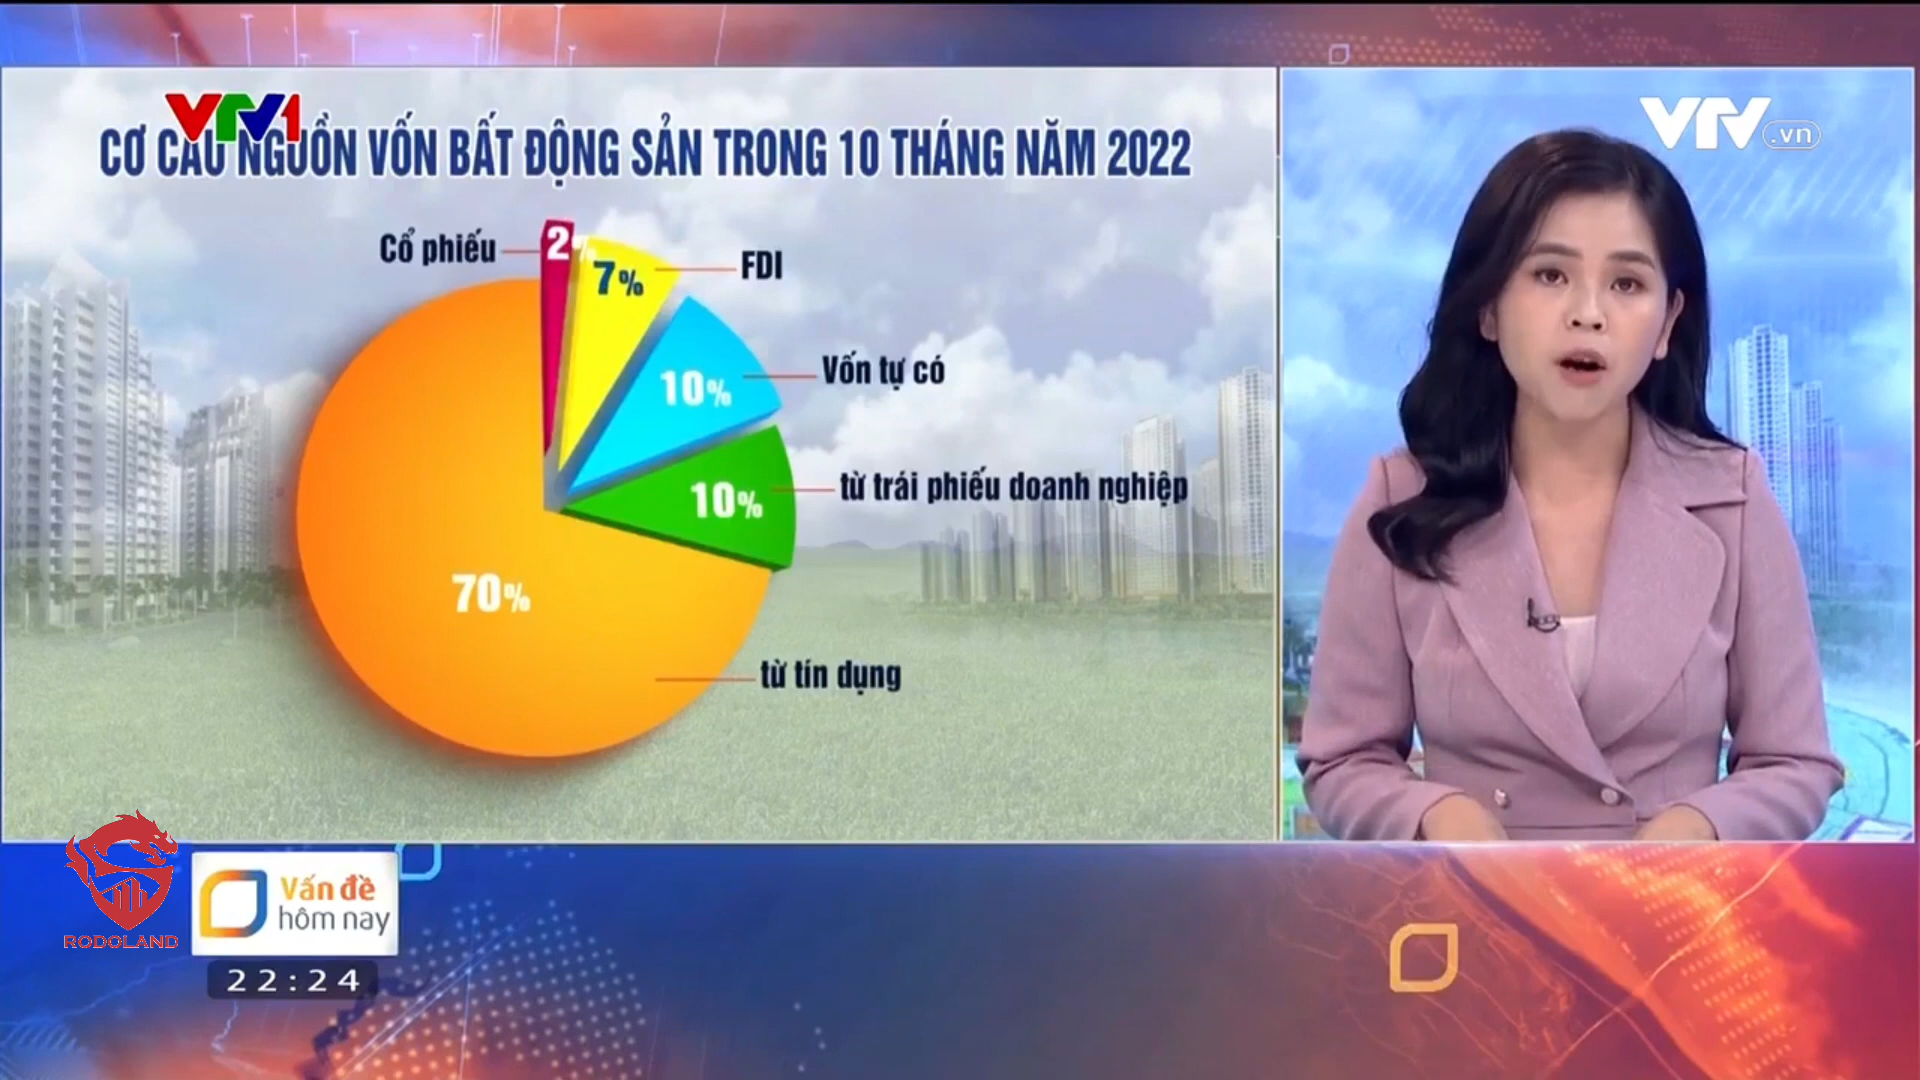 VTV1
CƠ CẤU NGUỒN VỐN BẤT ĐỘNG SẢN TRONG 10 THÁNG NĂM 2022
VTV.vn
Cổ phiếu
2%
7%
FDI
10%
Vốn tự có
10%
từ trái phiếu doanh nghiệp
70%
từ tín dụng
RODOLAND
Vấn đề
hôm nay
22:24